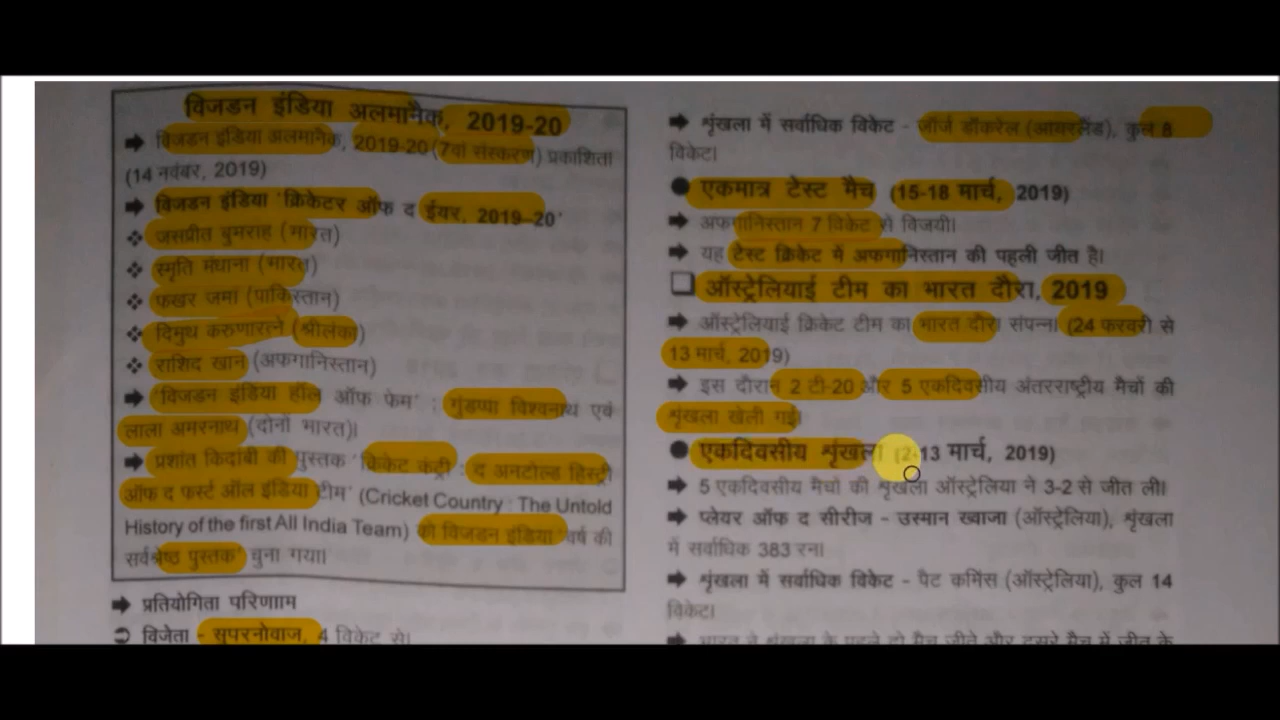 विजडन इंडिया अलमानैक, 2019-20
➡ विजडन इंडिया अलमानैक, 2019-20 (7वां संस्करण) प्रकाशित।
(14 नवंबर, 2019)
➡ विजडन इंडिया 'क्रिकेटर ऑफ द ईयर, 2019–20'
❖ जसप्रीत बुमराह (भारत)
❖ स्मृति मंधाना (भारत)
❖ फखर जमां (पाकिस्तान)
❖ दिमुथ करुणारत्ने (श्रीलंका)
❖ राशिद खान (अफगानिस्तान)
➡ 'विजडन इंडिया हॉल ऑफ फेम' : गुंडप्पा विश्वनाथ एवं
लाला अमरनाथ (दोनों भारत)।
➡ प्रशांत किदांबी की पुस्तक 'क्रिकेट कंट्री : द अनटोल्ड हिस्ट्री
ऑफ द फर्स्ट ऑल इंडिया टीम' (Cricket Country : The Untold
History of the first All India Team) को विजडन इंडिया 'वर्ष की
सर्वश्रेष्ठ पुस्तक' चुना गया।
➡ प्रतियोगिता परिणाम
➲ विजेता - सुपरनोवाज, 4 विकेट से।
➡ शृंखला में सर्वाधिक विकेट - जॉर्ज डॉकरेल (आयरलैंड), कुल 8
विकेट।
● एकमात्र टेस्ट मैच (15-18 मार्च, 2019)
➡ अफगानिस्तान 7 विकेट से विजयी।
➡ यह टेस्ट क्रिकेट में अफगानिस्तान की पहली जीत है।
❑ ऑस्ट्रेलियाई टीम का भारत दौरा, 2019
➡ ऑस्ट्रेलियाई क्रिकेट टीम का भारत दौरा संपन्न। (24 फरवरी से
13 मार्च, 2019)
➡ इस दौरान 2 टी-20 और 5 एकदिवसीय अंतरराष्ट्रीय मैचों की
शृंखला खेली गई।
● एकदिवसीय शृंखला (2-13 मार्च, 2019)
➡ 5 एकदिवसीय मैचों की शृंखला ऑस्ट्रेलिया ने 3-2 से जीत ली।
➡ प्लेयर ऑफ द सीरीज - उस्मान ख्वाजा (ऑस्ट्रेलिया), शृंखला
में सर्वाधिक 383 रन।
➡ शृंखला में सर्वाधिक विकेट - पैट कमिंस (ऑस्ट्रेलिया), कुल 14
विकेट।
➡ भारत ने शृंखला के पहले दो मैच जीते और दूसरे मैच में जीत के